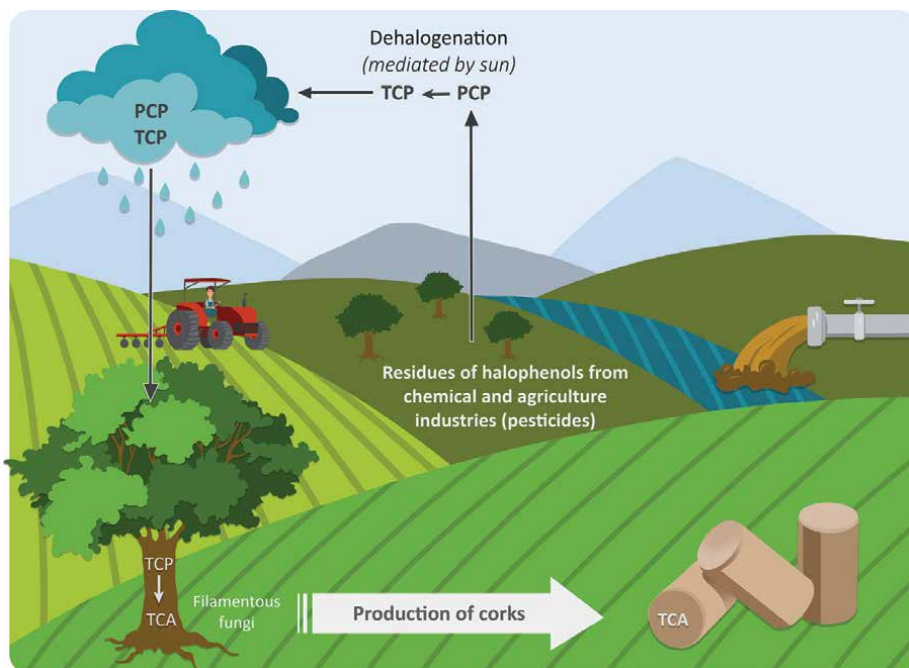 Dehalogenation
(mediated by sun)
TCP PCP
PCP
TCP
Residues of halophenols from
chemical and agriculture
industries (pesticides)
TCP
TCA
Filamentous
fungi
Production of corks
TCA